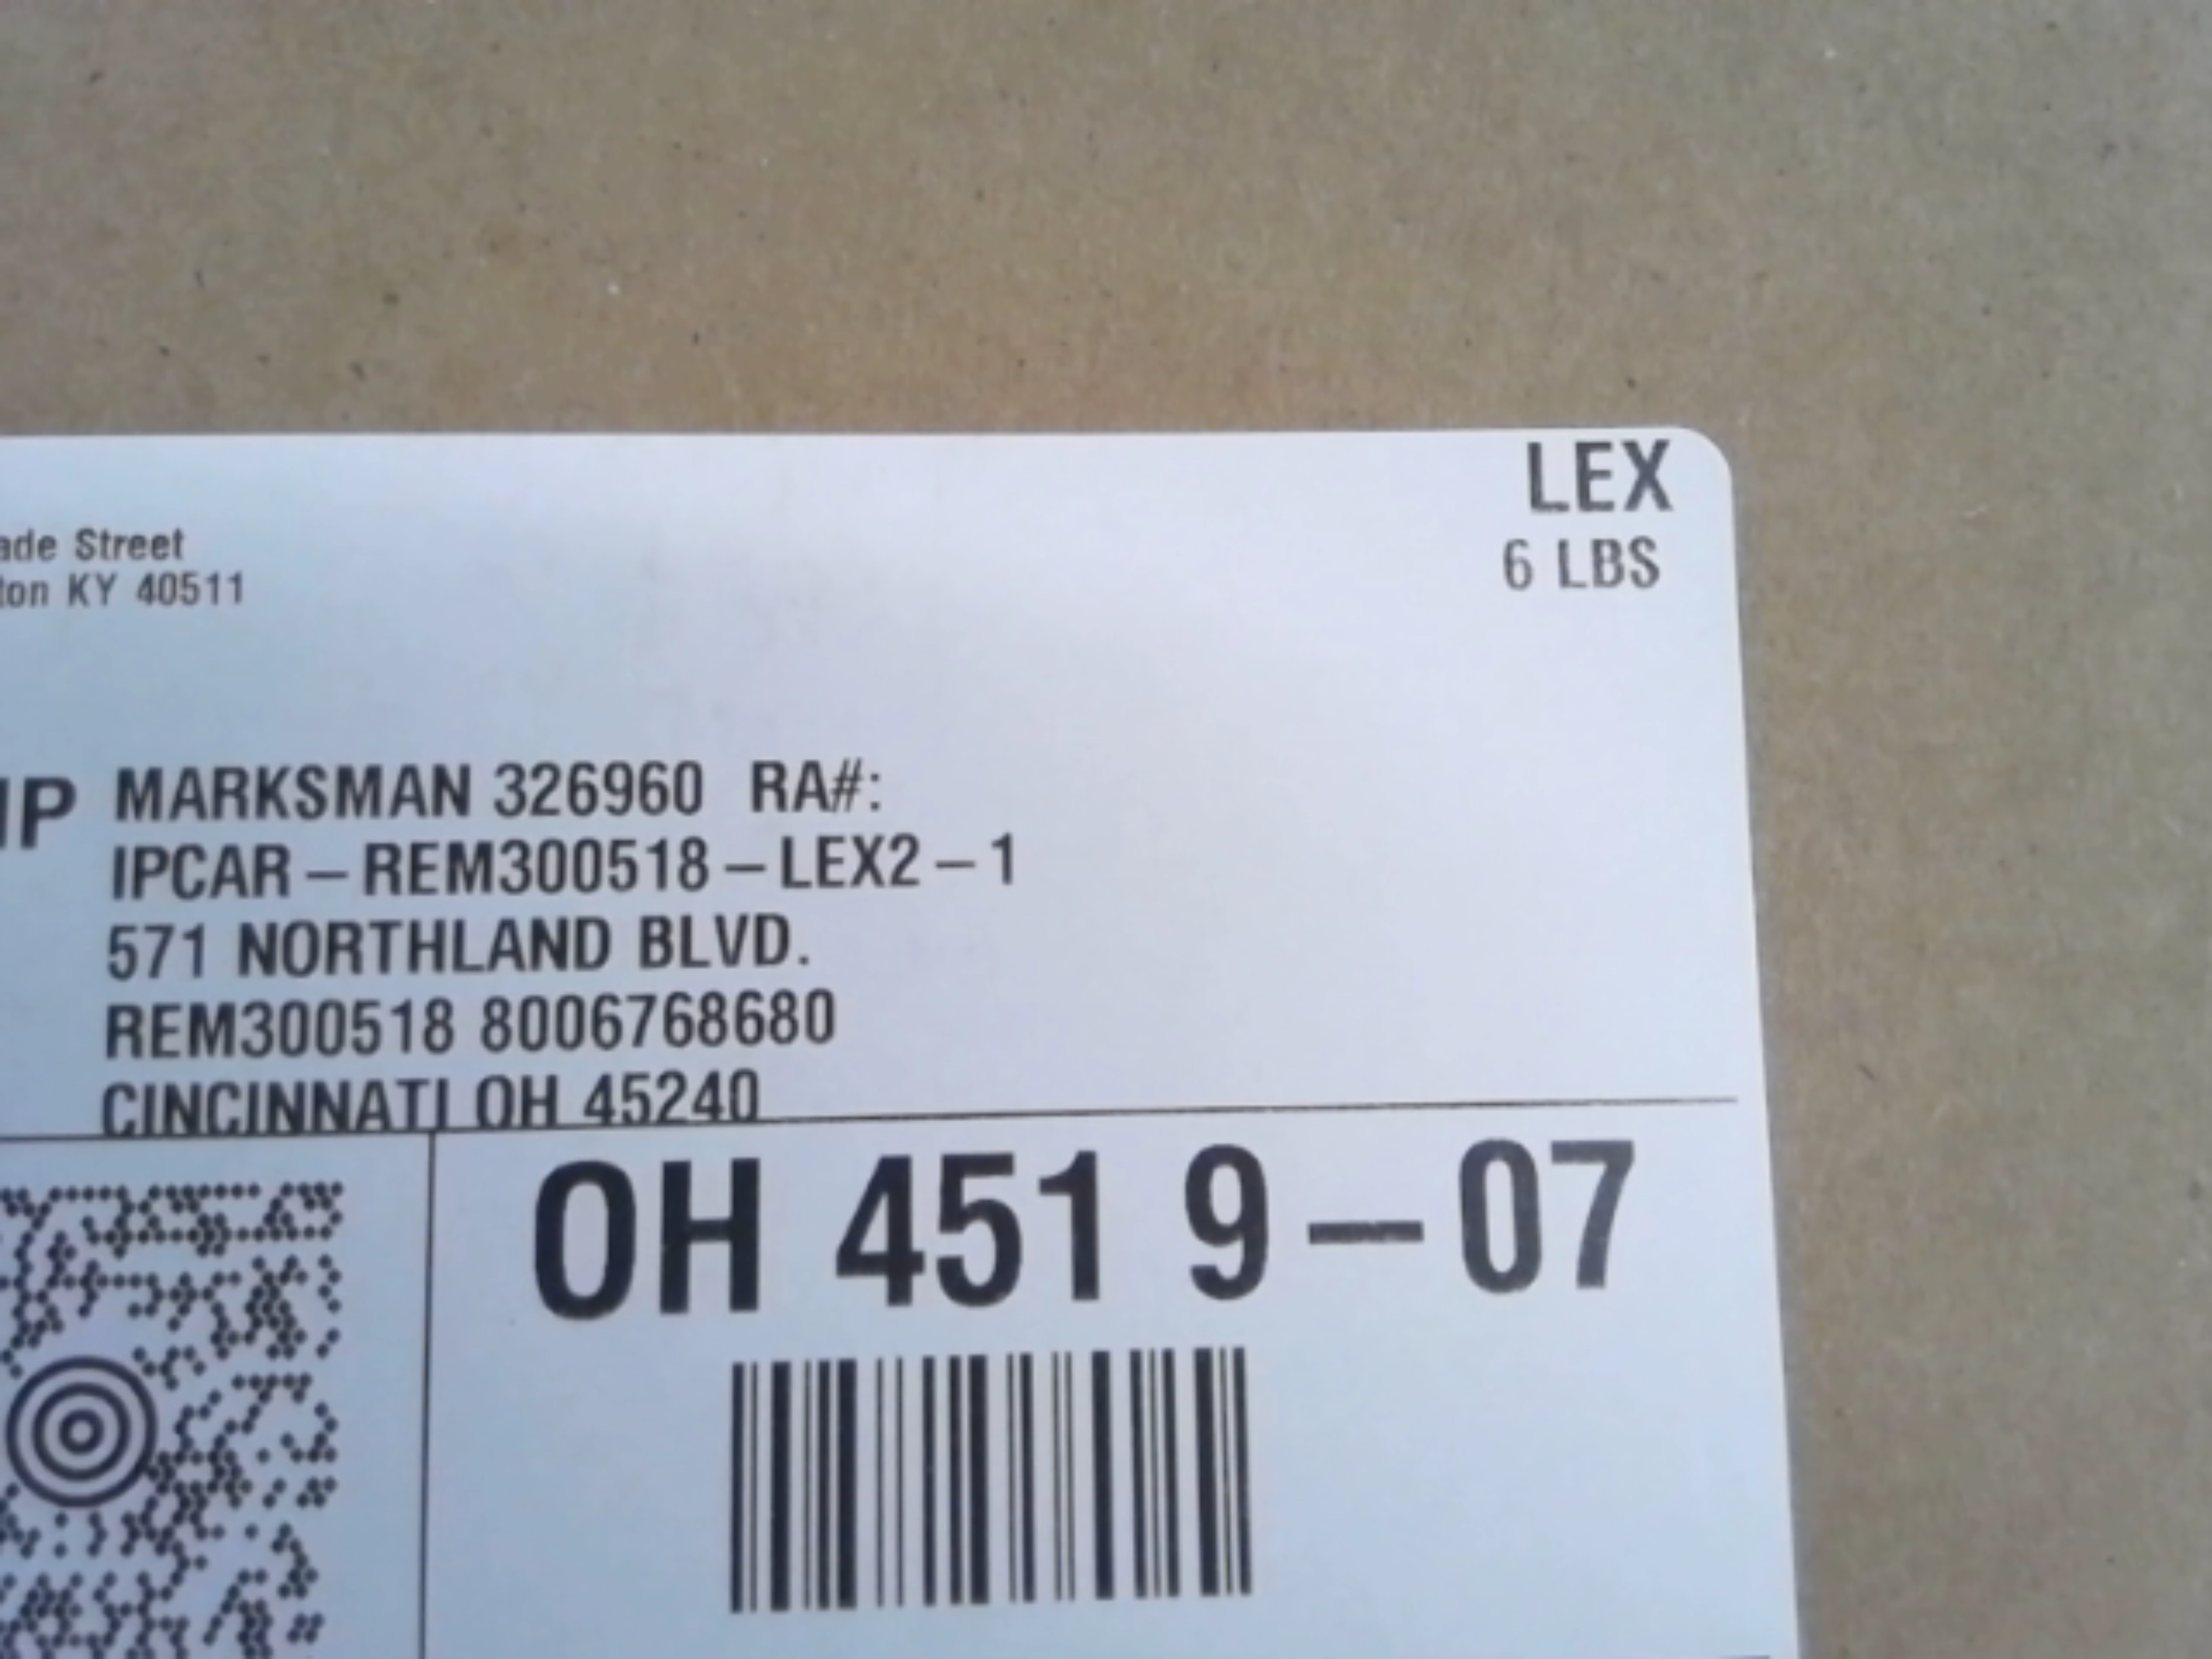 LEX
6 LBS
ade Street
ton KY 40511
IP MARKSMAN 326960 RA#:
IPCAR-REM300518-LEX2-1
571 NORTHLAND BLVD.
REM300518 8006768680
CINCINNATI OH 45240
OH 451 9-07